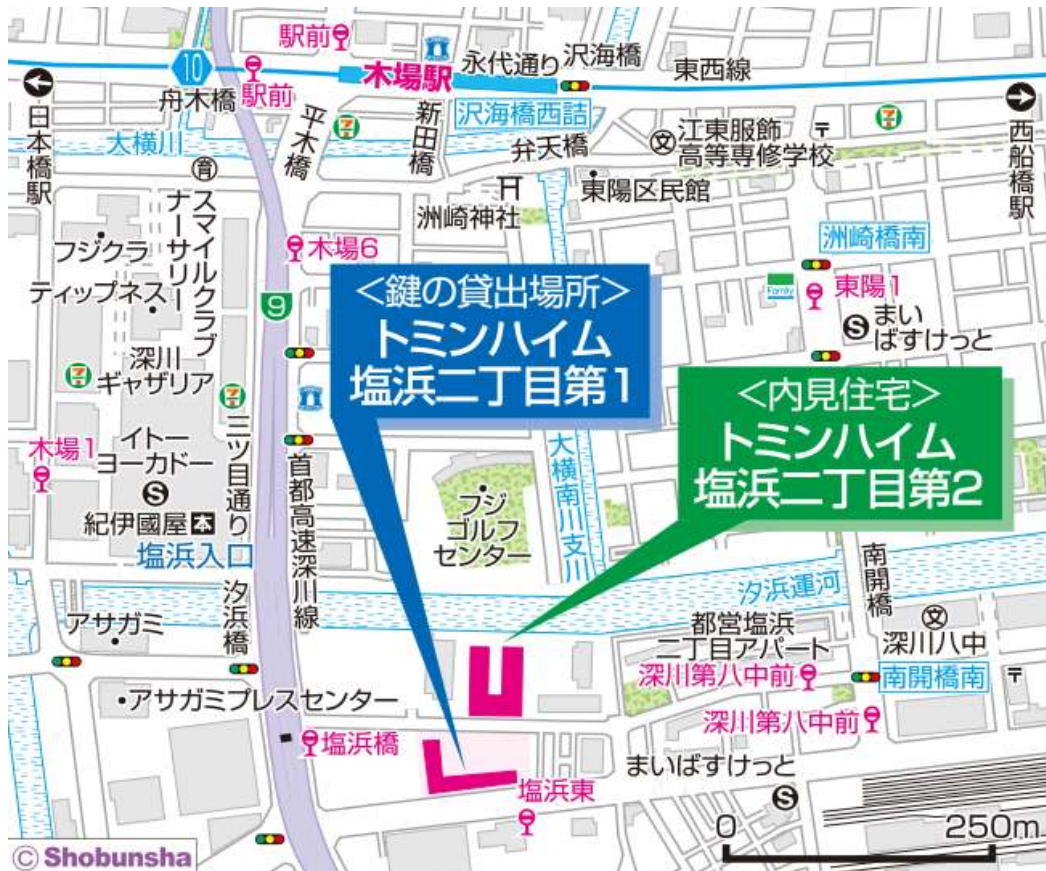 駅前
10
駅前
木場駅
永代通り
沢海橋
東西線
日本橋駅
舟木橋
大横川
平木橋
新田橋
沢海橋西詰
弁天橋
文
江東服飾
高等専修学校
〒
西船橋駅
育
スマイルクラブ
ナーサリー
洲崎神社
東陽区民館
洲崎橋南
フジクラ
ティップネス
木場6
9
Family
東陽1
S
まい
ばすけっと
7
7
7
7
深川
ギャザリア
<鍵の貸出場所>
トミンハイム
塩浜二丁目第1
<内見住宅>
トミンハイム
塩浜二丁目第2
木場1
イトー
ヨーカドー
S
紀伊國屋
本
三ツ目通り
首都高速深川線
フジ
ゴルフ
センター
大横南川支川
塩浜入口
汐浜橋
汐浜運河
南開橋
アサガミ
都営塩浜
二丁目アパート
文
深川八中
深川第八中前
南開橋南
〒
アサガミプレスセンター
深川第八中前
塩浜橋
まいばすけっと
S
塩浜東
0
250m
© Shobunsha